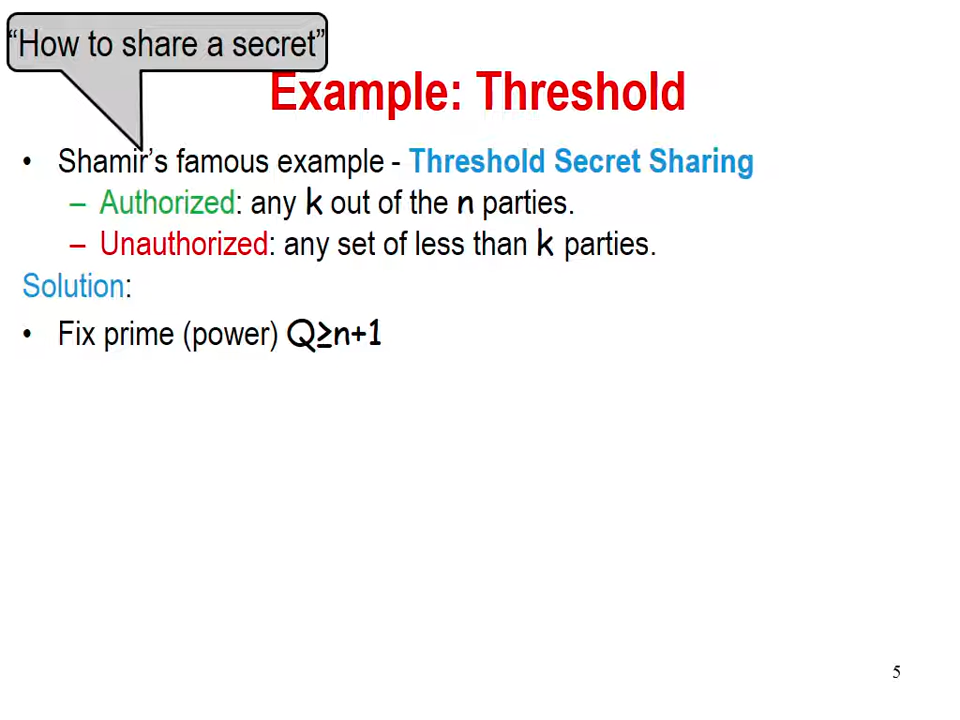 “How to share a secret”
Example: Threshold
• Shamir’s famous example - Threshold Secret Sharing
– Authorized: any k out of the n parties.
– Unauthorized: any set of less than k parties.
Solution:
• Fix prime (power) Q≥n+1
5